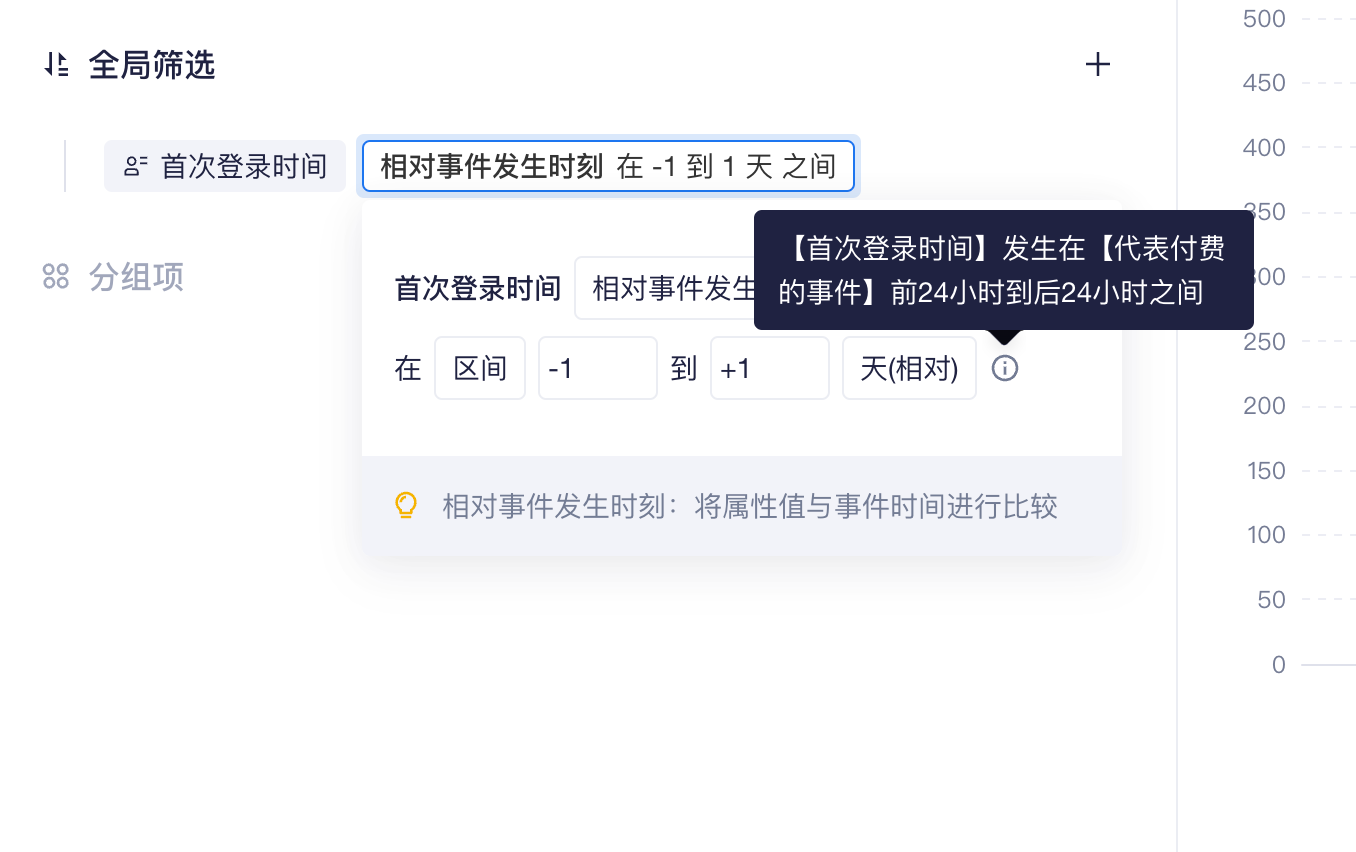 全局筛选
首次登录时间 相对事件发生时刻 在 -1 到 1 天 之间
分组项
【首次登录时间】发生在【代表付费
的事件】前24小时到后24小时之间
首次登录时间 相对事件发生
在 区间 -1 到 +1 天(相对)
相对事件发生时刻：将属性值与事件时间进行比较
500
450
400
350
300
250
200
150
100
50
0